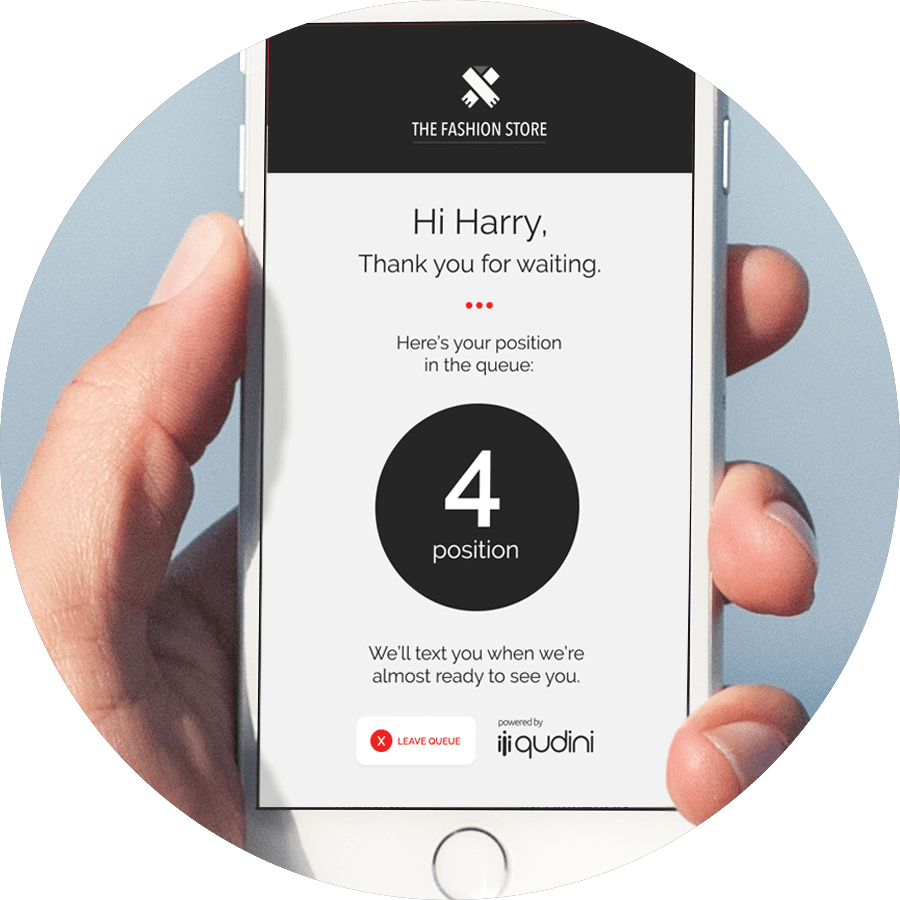 THE FASHION STORE
Hi Harry,
Thank you for waiting.
Here's your position
in the queue:
4
position
We'll text you when we're
almost ready to see you.
X LEAVE QUEUE
powered by
qudini